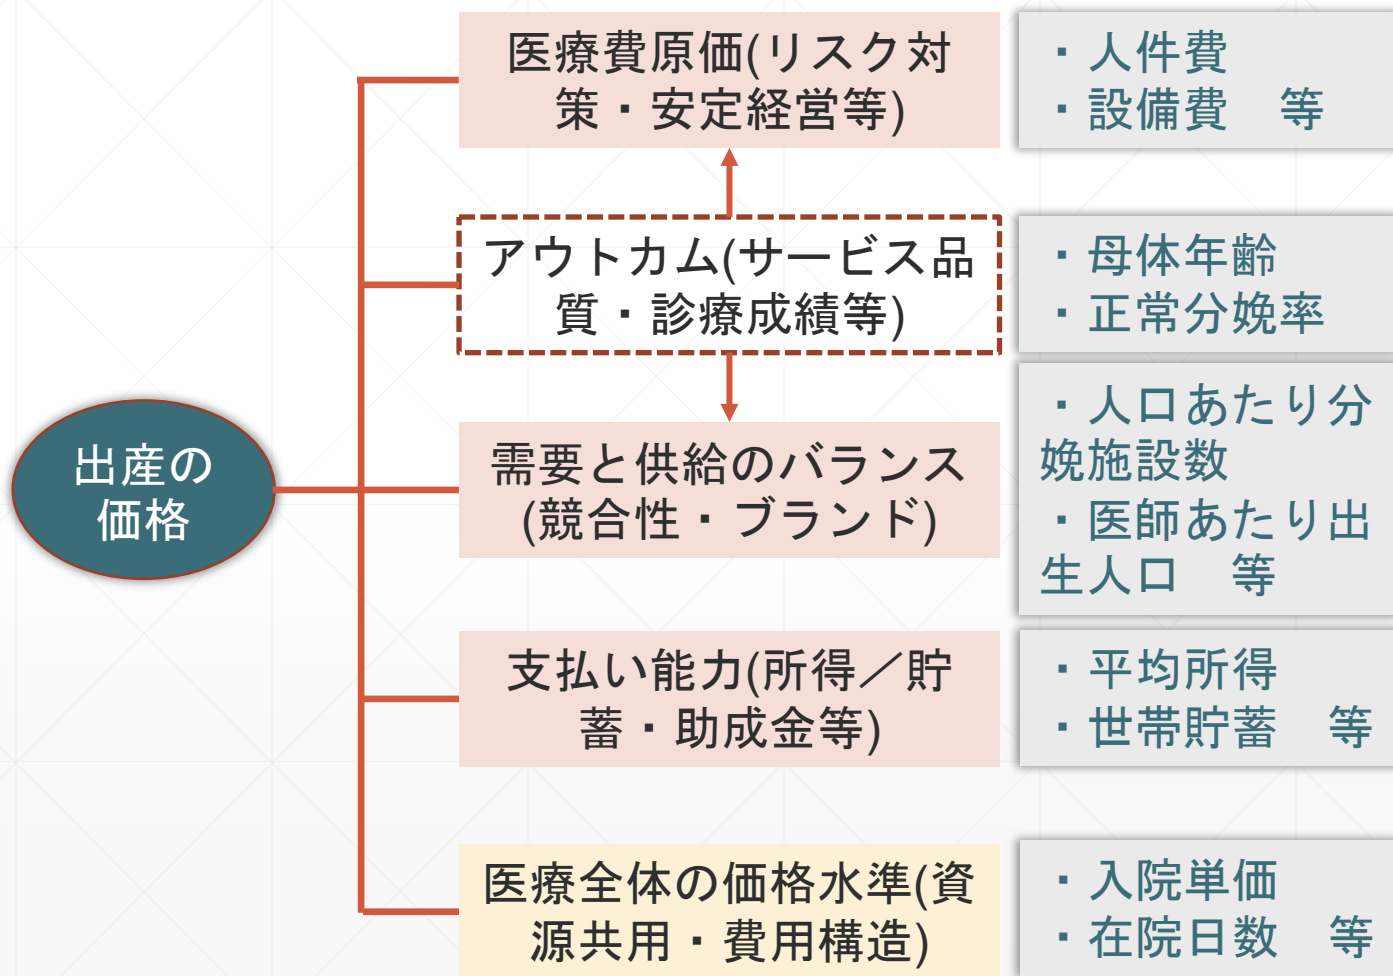 医療費原価(リスク対
策・安定経営等)
・人件費
・設備費　等
アウトカム(サービス品
質・診療成績等)
・母体年齢
・正常分娩率
出産の
価格
需要と供給のバランス
(競合性・ブランド)
・人口あたり分
娩施設数
・医師あたり出
生人口　等
支払い能力(所得／貯
蓄・助成金等)
・平均所得
・世帯貯蓄　等
医療全体の価格水準(資
源共用・費用構造)
・入院単価
・在院日数　等